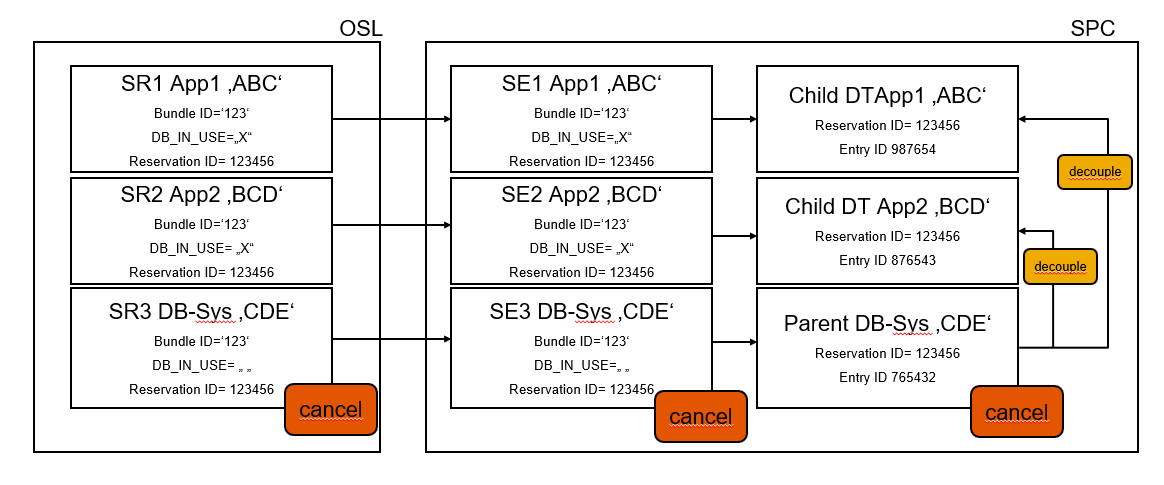 OSL
SPC
SR1 App1 ‚ABC‘
Bundle ID=‘123‘
DB_IN_USE=„X“
Reservation ID= 123456
SE1 App1 ‚ABC‘
Bundle ID=‘123‘
DB_IN_USE=„X“
Reservation ID= 123456
Child DTApp1 ‚ABC‘
Reservation ID= 123456
Entry ID 987654
decouple
SR2 App2 ‚BCD‘
Bundle ID=‘123‘
DB_IN_USE= „X“
Reservation ID= 123456
SE2 App2 ‚BCD‘
Bundle ID=‘123‘
DB_IN_USE= „X“
Reservation ID= 123456
Child DT App2 ‚BCD‘
Reservation ID= 123456
Entry ID 876543
decouple
SR3 DB-Sys ‚CDE‘
Bundle ID=‘123‘
DB_IN_USE= „ „
Reservation ID= 123456
cancel
SE3 DB-Sys ‚CDE‘
Bundle ID=‘123‘
DB_IN_USE=„ „
Reservation ID= 123456
cancel
Parent DB-Sys ‚CDE‘
Reservation ID= 123456
Entry ID 765432
cancel